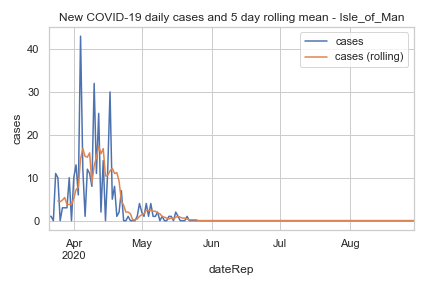 New COVID-19 daily cases and 5 day rolling mean - Isle_of_Man
cases
cases (rolling)
cases
40
30
20
10
0
Apr May Jun Jul Aug
2020
dateRep